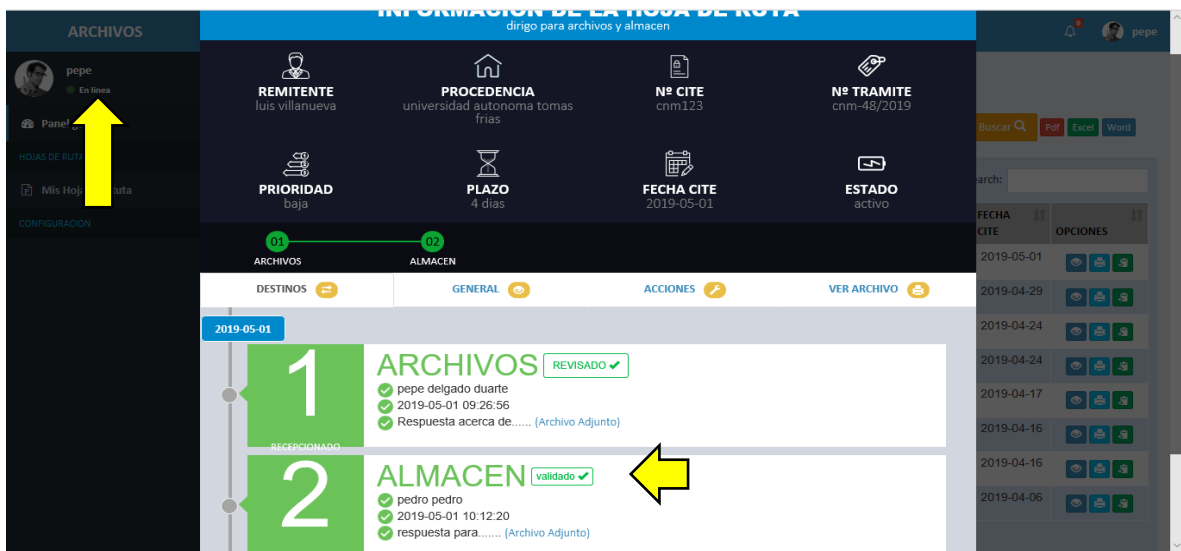 ARCHIVOS
INFORMACIÓN DE LA HOJA DE RUTA
dirigo para archivos y almacen
0
pepe
pepe
En linea
Panel
HOJAS DE RUTA
Mis Hoja uta
CONFIGURACION
REMITENTE
luis villanueva
PROCEDENCIA
universidad autonoma tomas
frias
Nº CITE
cnm123
Nº TRAMITE
cnm-48/2019
PRIORIDAD
baja
PLAZO
4 dias
FECHA CITE
2019-05-01
ESTADO
activo
01
ARCHIVOS
02
ALMACEN
DESTINOS
GENERAL
ACCIONES
VER ARCHIVO
2019-05-01
1
RECEPCIONADO
ARCHIVOS REVISADO
pepe delgado duarte
2019-05-01 09:26:56
Respuesta acerca de...... (Archivo Adjunto)
2
ALMACEN validado
pedro pedro
2019-05-01 10:12:20
respuesta para....... (Archivo Adjunto)
Buscar
Pdf
Excel
Word
arch:
FECHA
CITE
OPCIONES
2019-05-01
2019-04-29
2019-04-24
2019-04-24
2019-04-17
2019-04-16
2019-04-16
2019-04-06